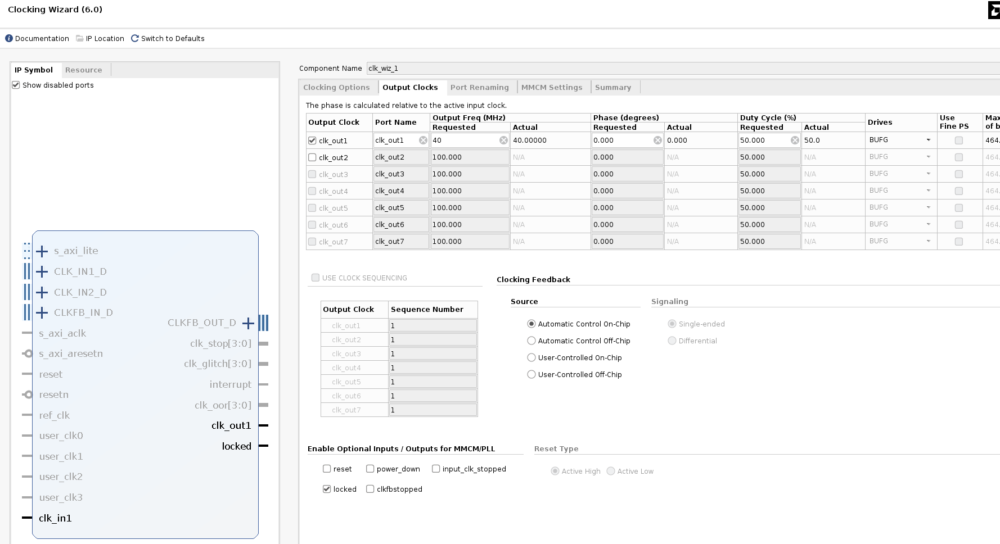 Clocking Wizard (6.0)
Documentation IP Location Switch to Defaults
IP Symbol Resource
Show disabled ports
s_axi_lite
CLK_IN1_D
CLK_IN2_D
CLKFB_IN_D
s_axi_aclk
s_axi_aresetn
reset
resetn
ref_clk
user_clk0
user_clk1
user_clk2
user_clk3
clk_in1
CLKFB_OUT_D
clk_stop[3:0]
clk_glitch[3:0]
interrupt
clk_oor[3:0]
clk_out1
locked
Component Name clk_wiz_1
Clocking Options Output Clocks Port Renaming MMCM Settings Summary
The phase is calculated relative to the active input clock.
Output Clock Port Name Output Freq (MHz) Phase (degrees) Duty Cycle (%) Drives Use Fine PS Max of b
Requested Actual Requested Actual Requested Actual
clk_out1 clk_out1 40 40.00000 0.000 0.000 50.000 50.0 BUFG 464.
clk_out2 clk_out2 100.000 N/A 0.000 N/A 50.000 N/A BUFG 464.
clk_out3 clk_out3 100.000 N/A 0.000 N/A 50.000 N/A BUFG 464.
clk_out4 clk_out4 100.000 N/A 0.000 N/A 50.000 N/A BUFG 464.
clk_out5 clk_out5 100.000 N/A 0.000 N/A 50.000 N/A BUFG 464.
clk_out6 clk_out6 100.000 N/A 0.000 N/A 50.000 N/A BUFG 464.
clk_out7 clk_out7 100.000 N/A 0.000 N/A 50.000 N/A BUFG 464.
USE CLOCK SEQUENCING
Output Clock Sequence Number
clk_out1 1
clk_out2 1
clk_out3 1
clk_out4 1
clk_out5 1
clk_out6 1
clk_out7 1
Clocking Feedback
Source Signaling
Automatic Control On-Chip Single-ended
Automatic Control Off-Chip Differential
User-Controlled On-Chip
User-Controlled Off-Chip
Enable Optional Inputs / Outputs for MMCM/PLL Reset Type
reset power_down input_clk_stopped Active High Active Low
locked clkfbstopped